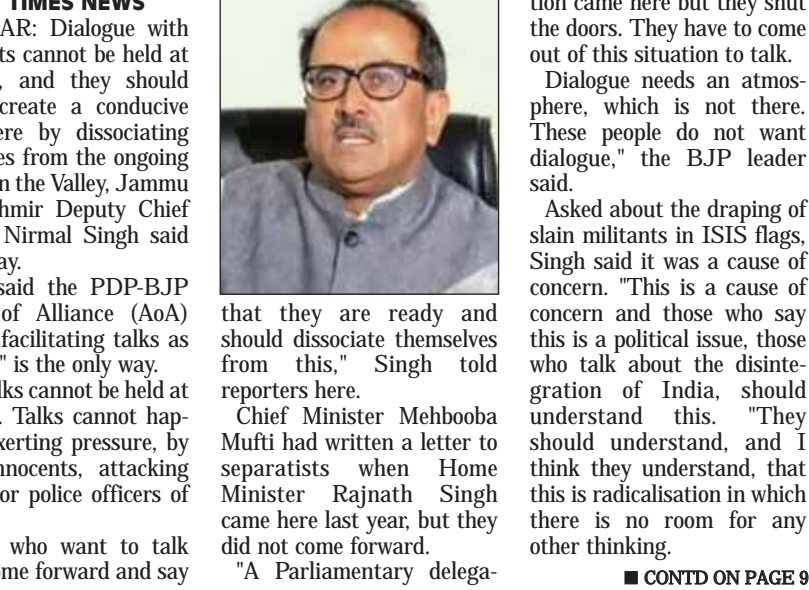 TIMES NEWS
AR: Dialogue with
ts cannot be held at
, and they should
create a conducive
ere by dissociating
es from the ongoing
n the Valley, Jammu
hmir Deputy Chief
Nirmal Singh said
ay.
said the PDP-BJP
of Alliance (AoA)
facilitating talks as
" is the only way.
lks cannot be held at
. Talks cannot hap-
xerting pressure, by
nnocents, attacking
or police officers of
who want to talk
ome forward and say
that they are ready and
should dissociate themselves
from this," Singh told
reporters here.
Chief Minister Mehbooba
Mufti had written a letter to
separatists when Home
Minister Rajnath Singh
came here last year, but they
did not come forward.
"A Parliamentary delega-
tion came here but they shut
the doors. They have to come
out of this situation to talk.
Dialogue needs an atmos-
phere, which is not there.
These people do not want
dialogue," the BJP leader
said.
Asked about the draping of
slain militants in ISIS flags,
Singh said it was a cause of
concern. "This is a cause of
concern and those who say
this is a political issue, those
who talk about the disinte-
gration of India, should
understand this. "They
should understand, and I
think they understand, that
this is radicalisation in which
there is no room for any
other thinking.
■ CONTD ON PAGE 9